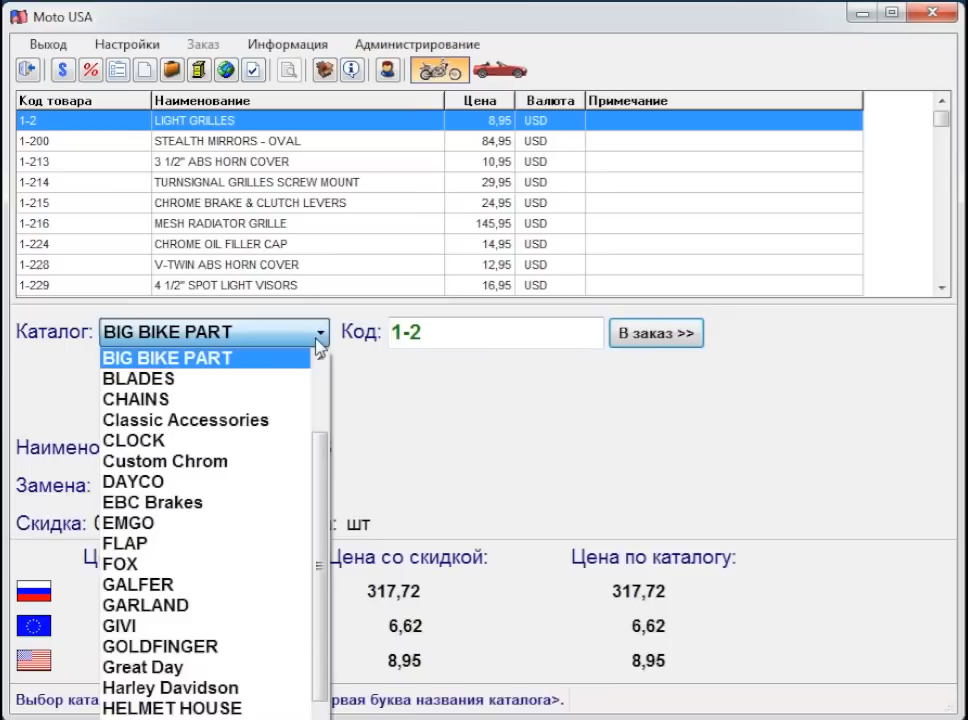 Moto USA
Выход Настройки Заказ Информация Администрирование
Код товара Наименование Цена Валюта Примечание
1-2 LIGHT GRILLES 8,95 USD
1-200 STEALTH MIRRORS - OVAL 84,95 USD
1-213 3 1/2" ABS HORN COVER 10,95 USD
1-214 TURNSIGNAL GRILLES SCREW MOUNT 29,95 USD
1-215 CHROME BRAKE & CLUTCH LEVERS 24,95 USD
1-216 MESH RADIATOR GRILLE 145,95 USD
1-224 CHROME OIL FILLER CAP 14,95 USD
1-228 V-TWIN ABS HORN COVER 12,95 USD
1-229 4 1/2" SPOT LIGHT VISORS 16,95 USD
Каталог: BIG BIKE PART Код: 1-2 В заказ >>
BIG BIKE PART
BLADES
CHAINS
Classic Accessories
CLOCK
Наимено
Custom Chrom
DAYCO
Замена:
EBC Brakes
Скидка: EMGO : шт
FLAP
Ц Цена со скидкой: Цена по каталогу:
FOX
GALFER
317,72 317,72
GARLAND
GIVI 6,62 6,62
GOLDFINGER
Great Day 8,95 8,95
Harley Davidson
Выбор ката рвая буква названия каталога>.
HELMET HOUSE